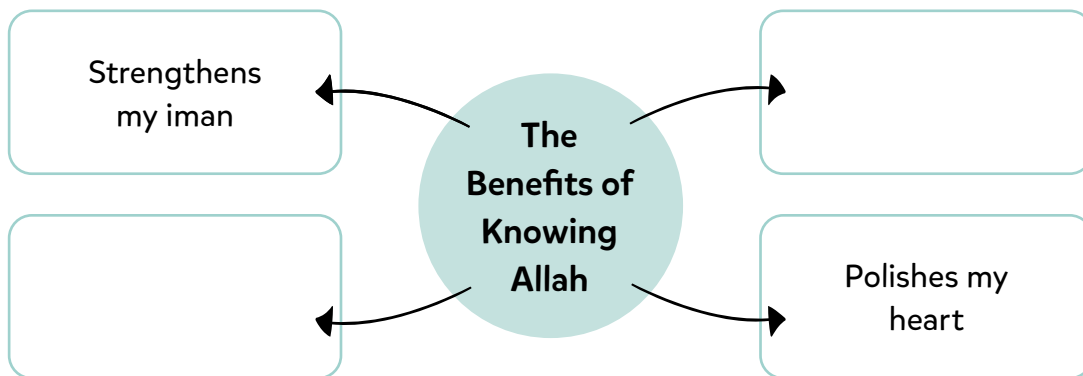 Strengthens
my iman
The
Benefits of
Knowing
Allah
Polishes my
heart